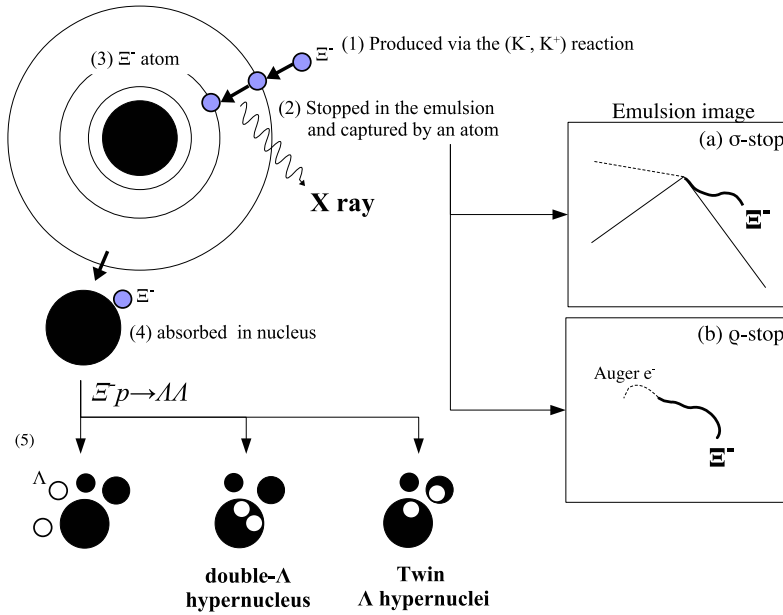 (1) Produced via the (K⁻, K⁺) reaction
Ξ⁻
(3) Ξ⁻ atom
(2) Stopped in the emulsion
and captured by an atom
X ray
Emulsion image
(a) σ-stop
Ξ⁻
(b) ϱ-stop
Auger e⁻
Ξ⁻
Ξ⁻
(4) absorbed in nucleus
Ξ⁻p→ΛΛ
(5)
Λ
double-Λ
hypernucleus
Twin
Λ hypernuclei